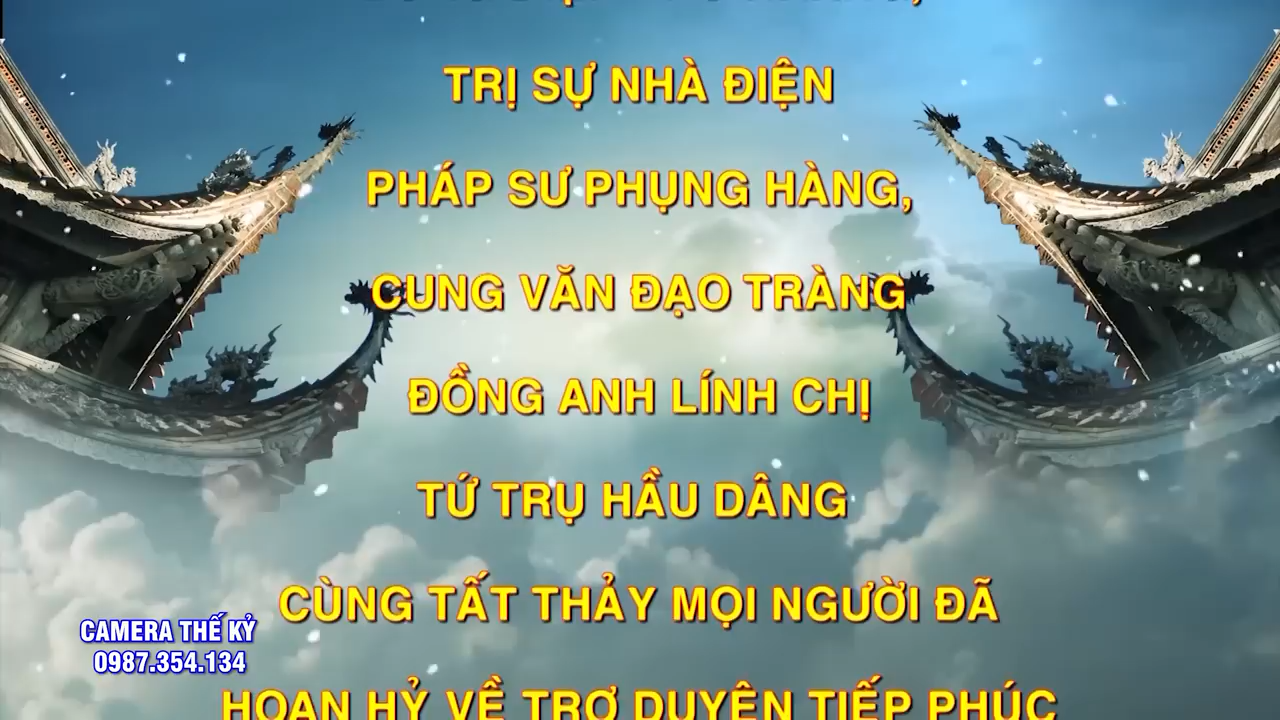 TRỊ SỰ NHÀ ĐIỆN
PHÁP SƯ PHỤNG HÀNG,
CUNG VĂN ĐẠO TRÀNG
ĐỒNG ANH LÍNH CHỊ
TỨ TRỤ HẦU DÂNG
CÙNG TẤT THẢY MỌI NGƯỜI ĐÃ
HOAN HỶ VỀ TRỢ DUYÊN TIẾP PHÚC
CAMERA THẾ KỶ
0987.354.134